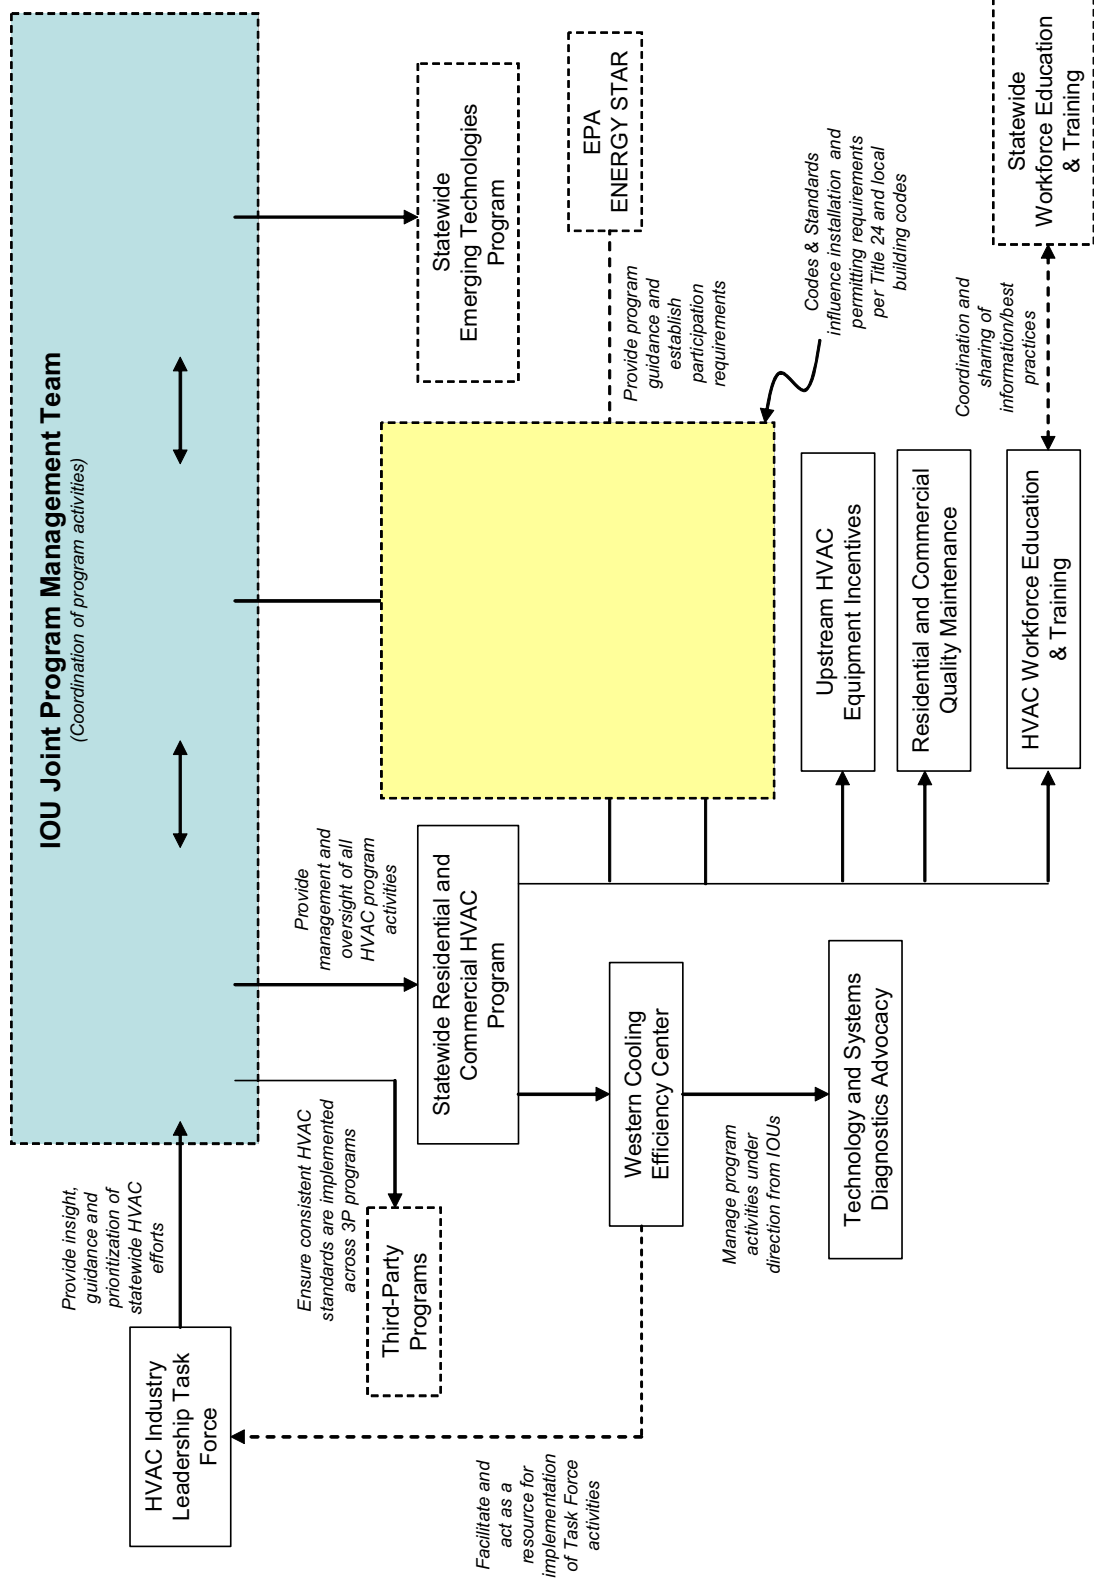 IOU Joint Program Management Team
(Coordination of program activities)
Provide insight,
guidance and
prioritization of
statewide HVAC
efforts
HVAC Industry
Leadership Task
Force
Ensure consistent HVAC
standards are implemented
across 3P programs
Third-Party
Programs
Provide
management and
oversight of all
HVAC program
activities
Statewide Residential and
Commercial HVAC
Program
Statewide
Emerging Technologies
Program
EPA
ENERGY STAR
Provide program
guidance and
establish
participation
requirements
Facilitate and
act as a
resource for
implementation
of Task Force
activities
Western Cooling
Efficiency Center
Manage program
activities under
direction from IOUs
Technology and Systems
Diagnostics Advocacy
Codes & Standards
influence installation and
permitting requirements
per Title 24 and local
building codes
Upstream HVAC
Equipment Incentives
Residential and Commercial
Quality Maintenance
HVAC Workforce Education
& Training
Coordination and
sharing of
information/best
practices
Statewide
Workforce Education
& Training